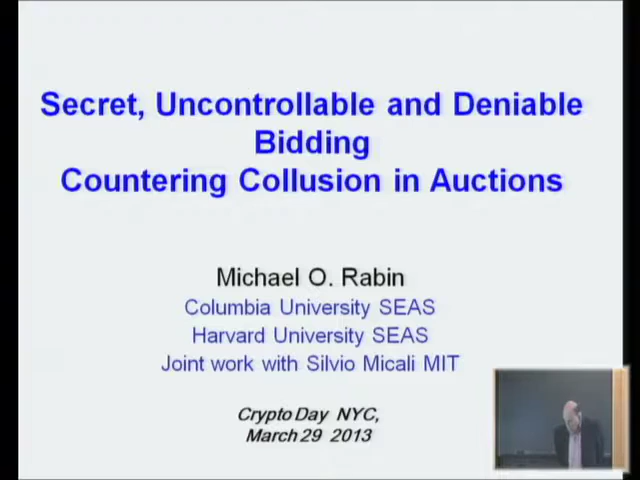 Secret, Uncontrollable and Deniable
Bidding
Countering Collusion in Auctions
Michael O. Rabin
Columbia University SEAS
Harvard University SEAS
Joint work with Silvio Micali MIT
Crypto Day NYC,
March 29 2013